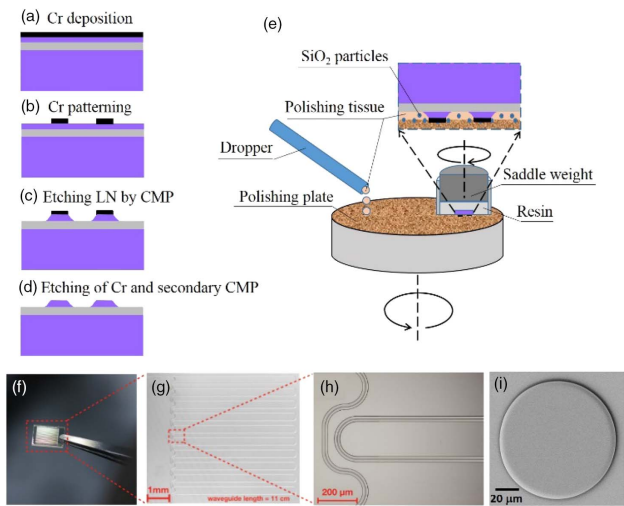 (a)
Cr deposition
(b)
Cr patterning
(c)
Etching LN by CMP
(d)
Etching of Cr and secondary CMP
(e)
SiO₂ particles
Polishing tissue
Dropper
Polishing plate
Saddle weight
Resin
(f)
(g)
1mm
waveguide length = 11 cm
(h)
200 μm
(i)
20 μm